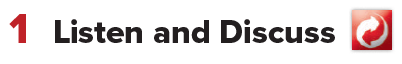 1 Listen and Discuss